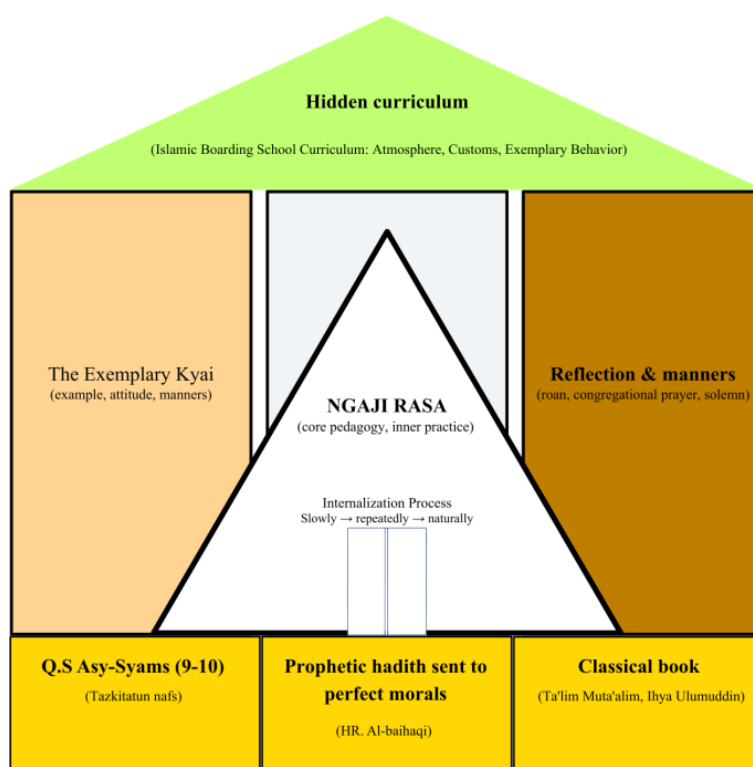 Hidden curriculum
(Islamic Boarding School Curriculum: Atmosphere, Customs, Exemplary Behavior)
The Exemplary Kyai
(example, attitude, manners)
NGAJI RASA
(core pedagogy, inner practice)
Internalization Process
Slowly → repeatedly → naturally
Reflection & manners
(roan, congregational prayer, solemn)
Q.S Asy-Syams (9-10)
(Tazkitatun nafs)
Prophetic hadith sent to
perfect morals
(HR. Al-baihaqi)
Classical book
(Ta'lim Muta'alim, Ihya Ulumuddin)